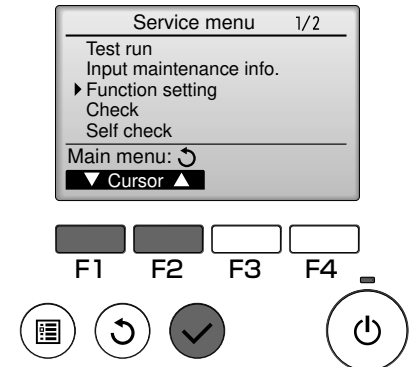 Service menu 1/2
Test run
Input maintenance info.
Function setting
Check
Self check
Main menu:
▼ Cursor ▲
F1 F2 F3 F4